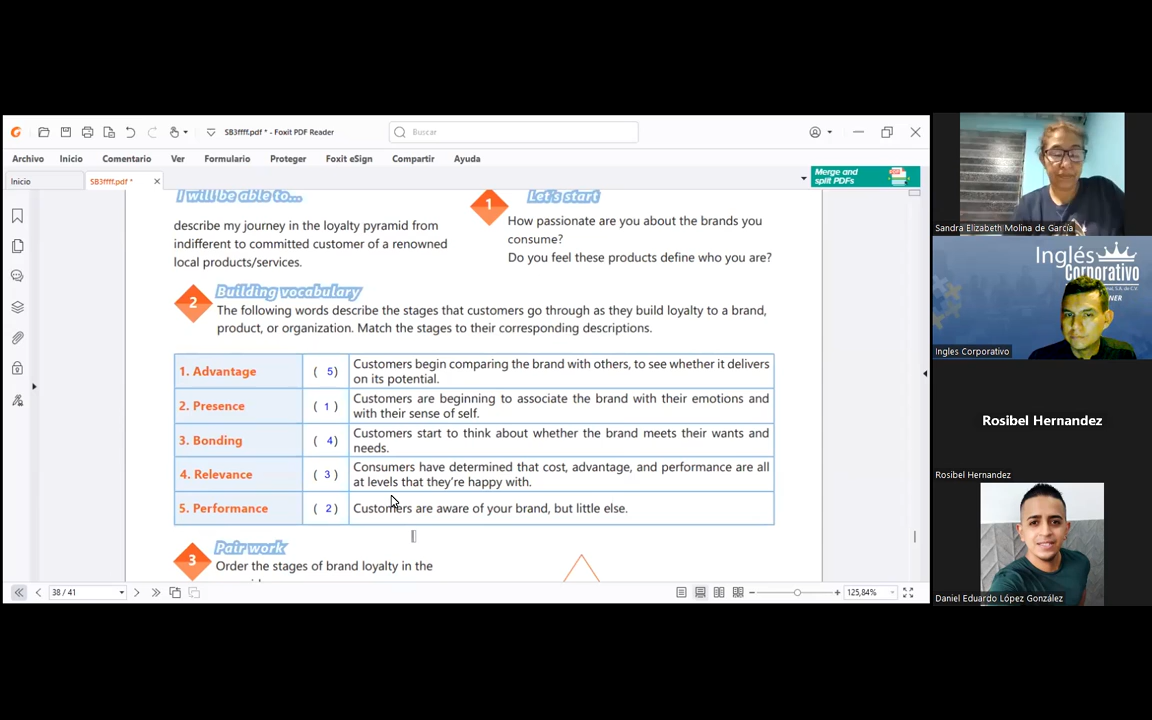 SB3ffff.pdf * - Foxit PDF Reader
Buscar
Archivo Inicio Comentario Ver Formulario Proteger Foxit eSign Compartir Ayuda
Merge and
split PDFs
Inicio
SB3ffff.pdf *
I will be able to...
describe my journey in the loyalty pyramid from
indifferent to committed customer of a renowned
local products/services.
1
Let's start
How passionate are you about the brands you
consume?
Do you feel these products define who you are?
2
Building vocabulary
The following words describe the stages that customers go through as they build loyalty to a brand,
product, or organization. Match the stages to their corresponding descriptions.
1. Advantage ( 5 ) Customers begin comparing the brand with others, to see whether it delivers
on its potential.
2. Presence ( 1 ) Customers are beginning to associate the brand with their emotions and
with their sense of self.
3. Bonding ( 4 ) Customers start to think about whether the brand meets their wants and
needs.
4. Relevance ( 3 ) Consumers have determined that cost, advantage, and performance are all
at levels that they're happy with.
5. Performance ( 2 ) Customers are aware of your brand, but little else.
3
Pair work
Order the stages of brand loyalty in the
38 / 41
125,84%
Sandra Elizabeth Molina de García
Inglés
Corporativo
Ingles Corporativo
Rosibel Hernandez
Rosibel Hernandez
Daniel Eduardo López González